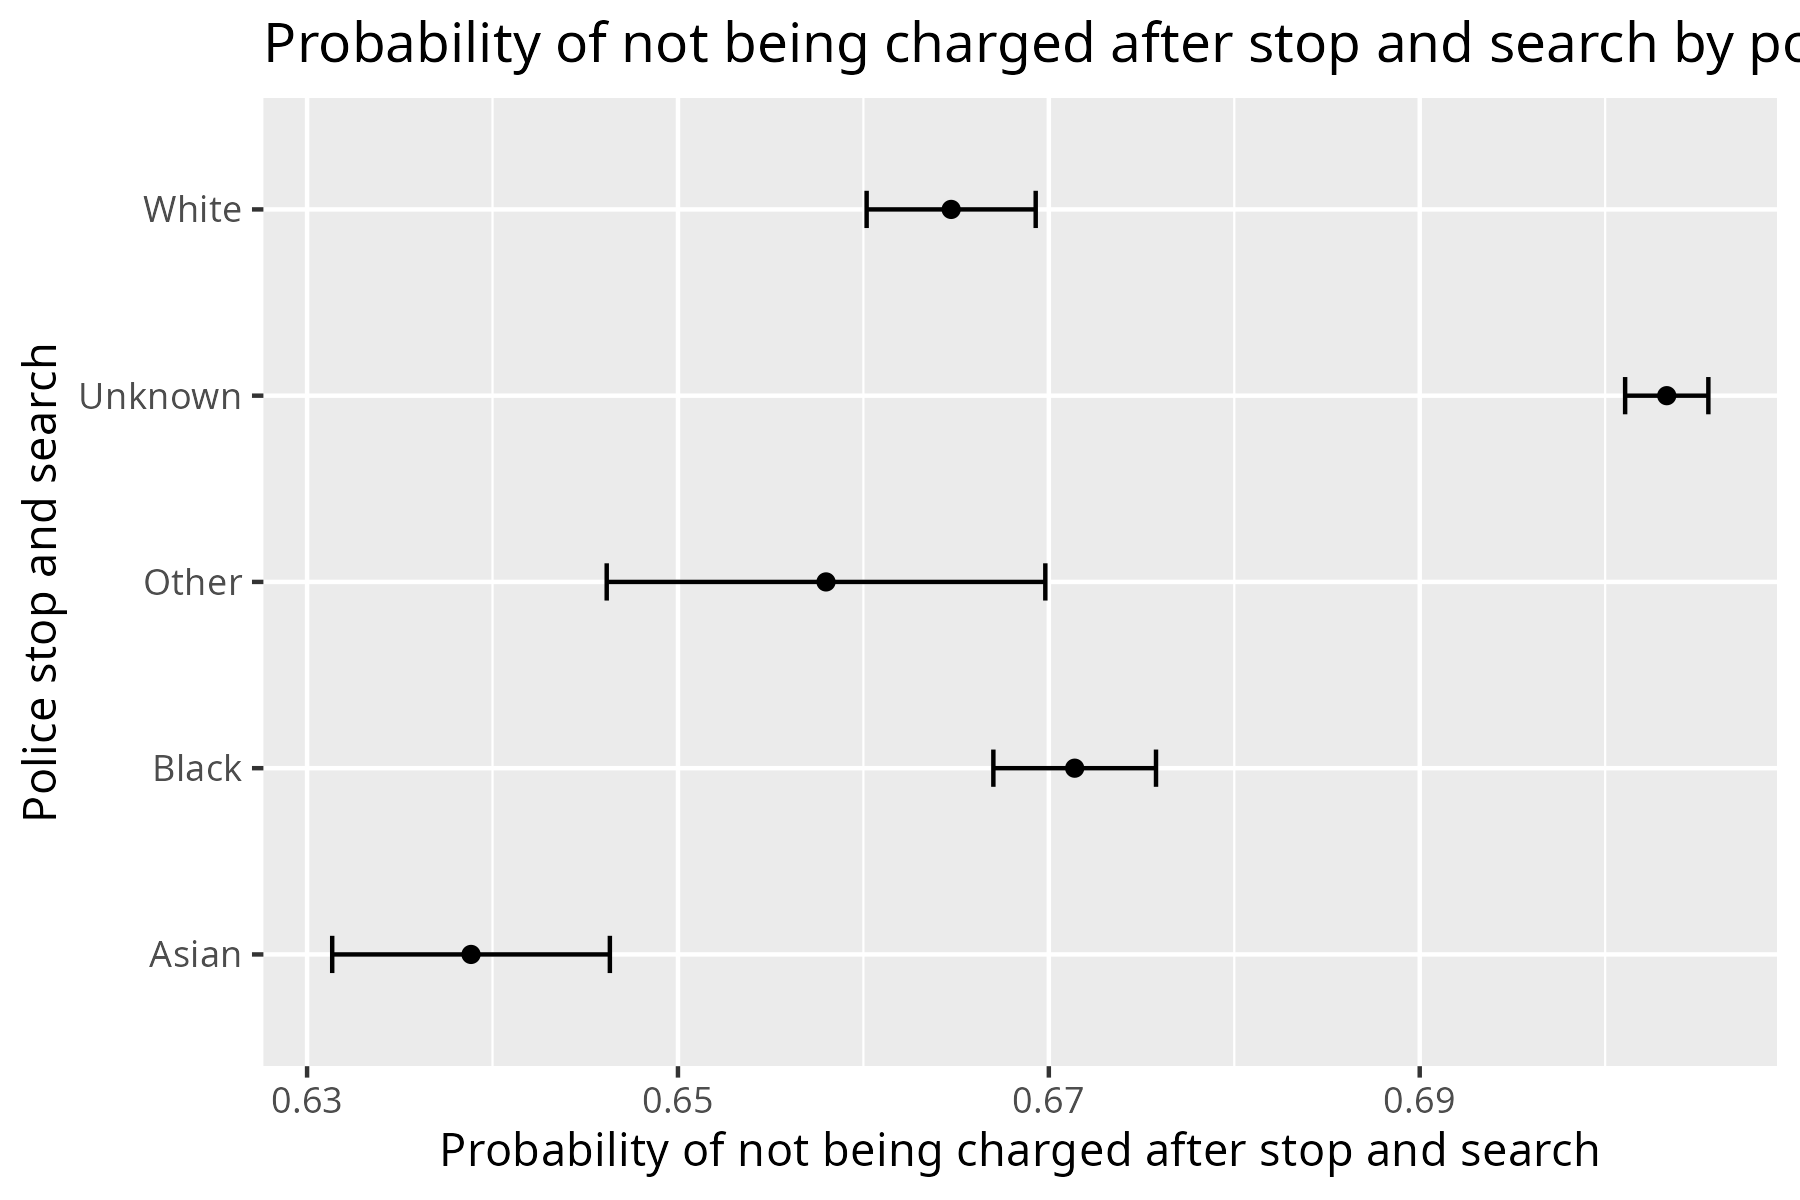 Probability of not being charged after stop and search by
White
Unknown
Other
Black
Asian
Police stop and search
0.63 0.65 0.67 0.69
Probability of not being charged after stop and search